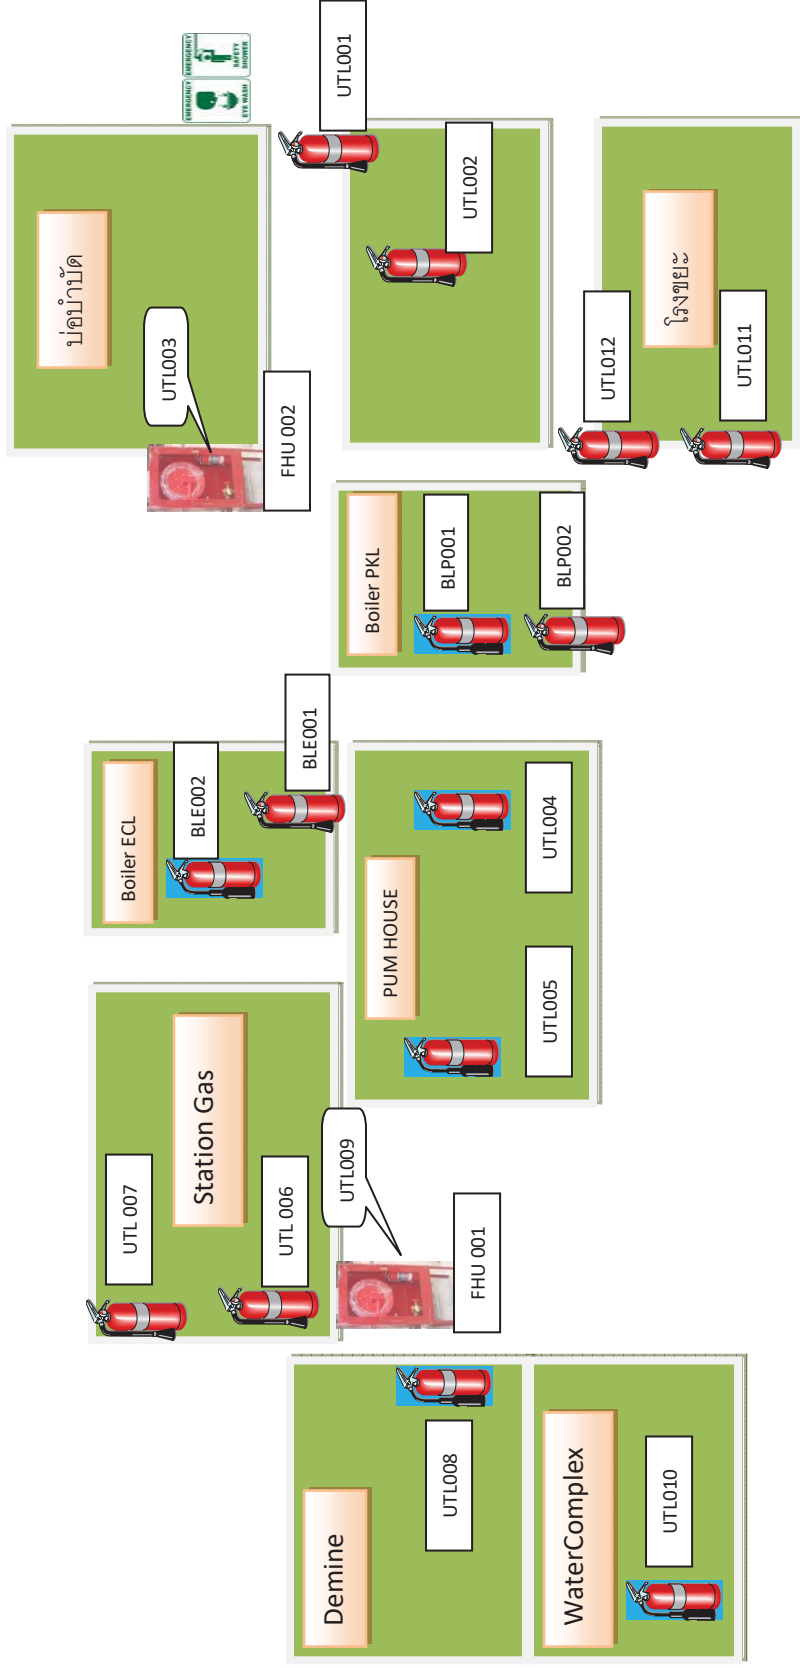 EMERGENCY
EYE WASH
EMERGENCY
SAFETY
SHOWER
UTL001
บ่อบำบัด
UTL002
UTL003
FHU 002
โรงขยะ
UTL012
UTL011
Boiler PKL
BLP001
BLP002
Boiler ECL
BLE002
BLE001
PUM HOUSE
UTL004
UTL005
Station Gas
UTL 007
UTL 006
UTL009
FHU 001
Demine
UTL008
WaterComplex
UTL010